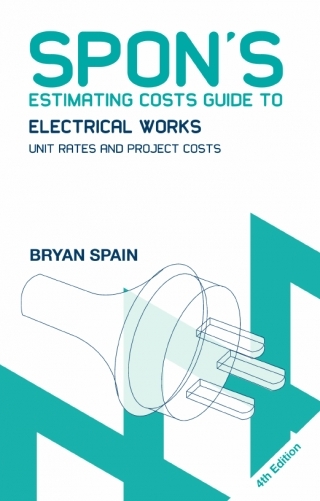 SPON'S
ESTIMATING COSTS GUIDE TO
ELECTRICAL WORKS
UNIT RATES AND PROJECT COSTS
BRYAN SPAIN
4th Edition